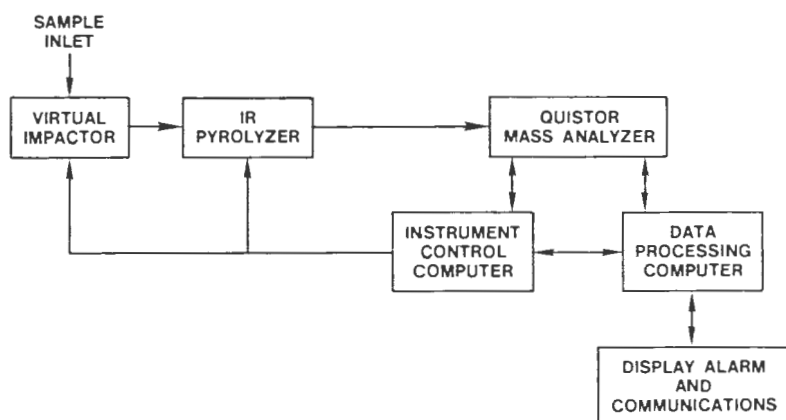 SAMPLE
INLET
VIRTUAL
IMPACTOR
IR
PYROLYZER
QUISTOR
MASS ANALYZER
INSTRUMENT
CONTROL
COMPUTER
DATA
PROCESSING
COMPUTER
DISPLAY ALARM
AND
COMMUNICATIONS